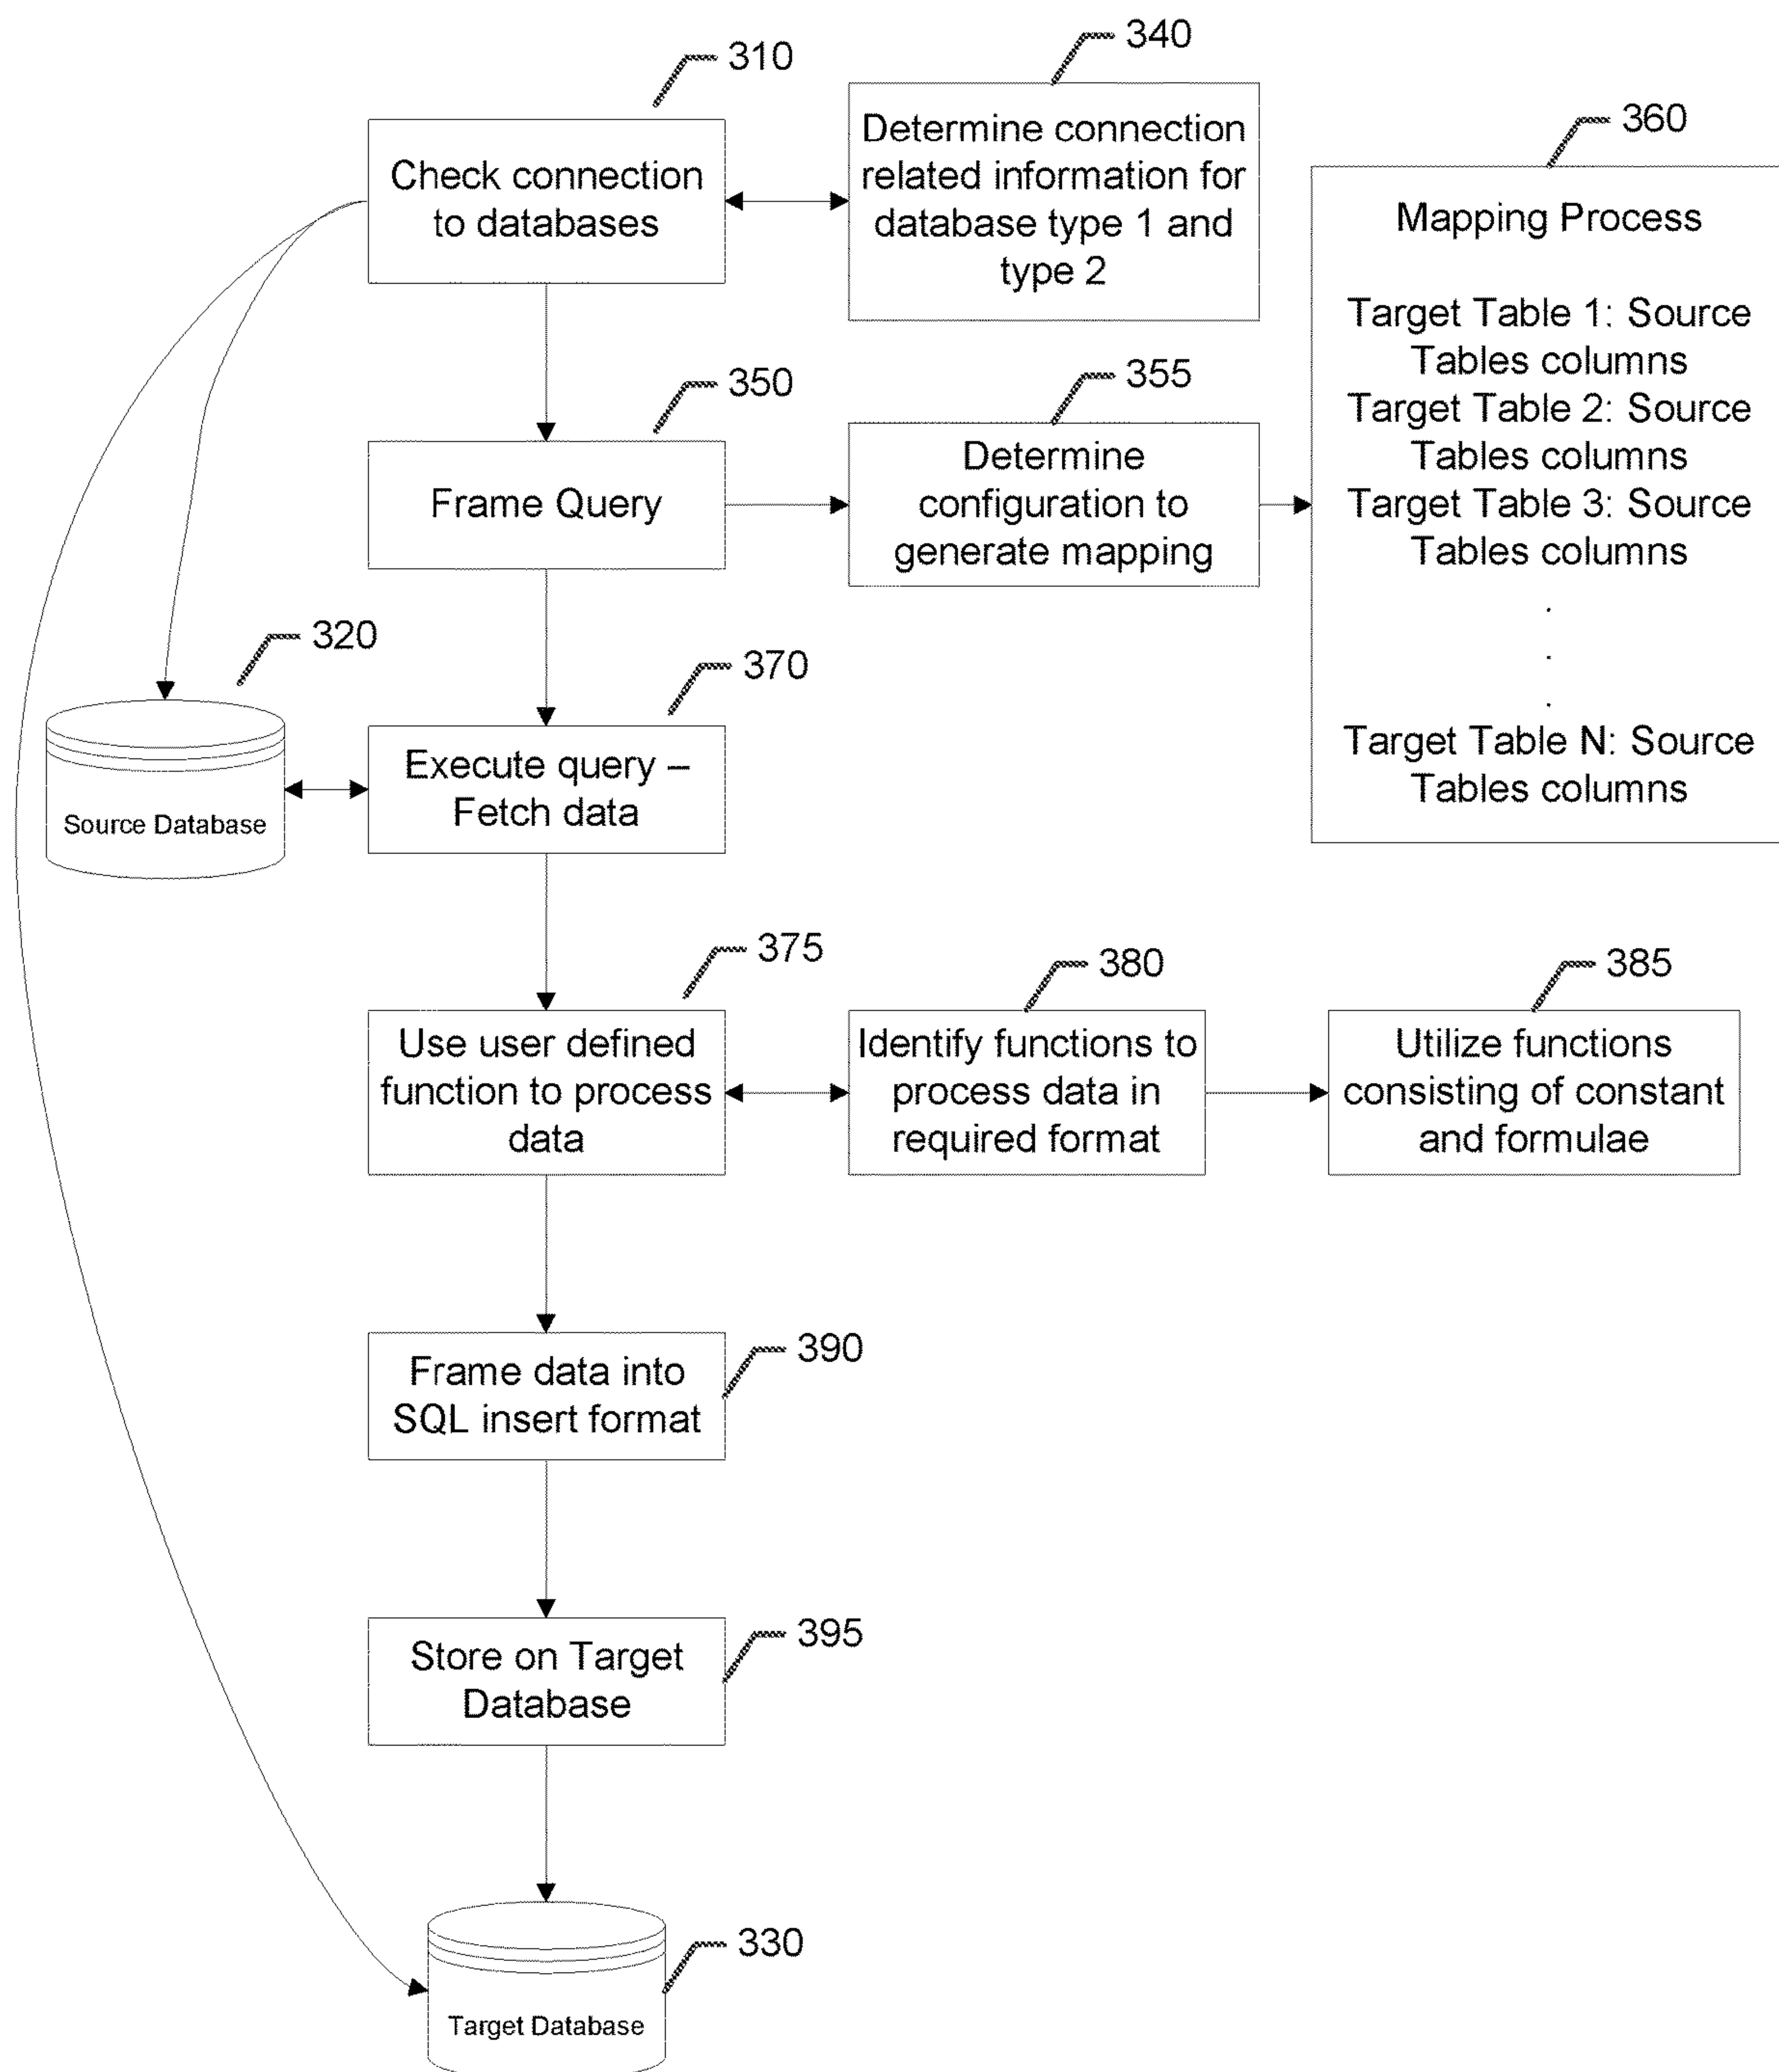 310
340
Check connection
to databases
Determine connection
related information for
database type 1 and
type 2
360
Mapping Process
Target Table 1: Source
Tables columns
Target Table 2: Source
Tables columns
Target Table 3: Source
Tables columns
.
.
.
Target Table N: Source
Tables columns
350
Frame Query
355
Determine
configuration to
generate mapping
320
Source Database
370
Execute query –
Fetch data
375
Use user defined
function to process
data
380
Identify functions to
process data in
required format
385
Utilize functions
consisting of constant
and formulae
390
Frame data into
SQL insert format
395
Store on Target
Database
330
Target Database